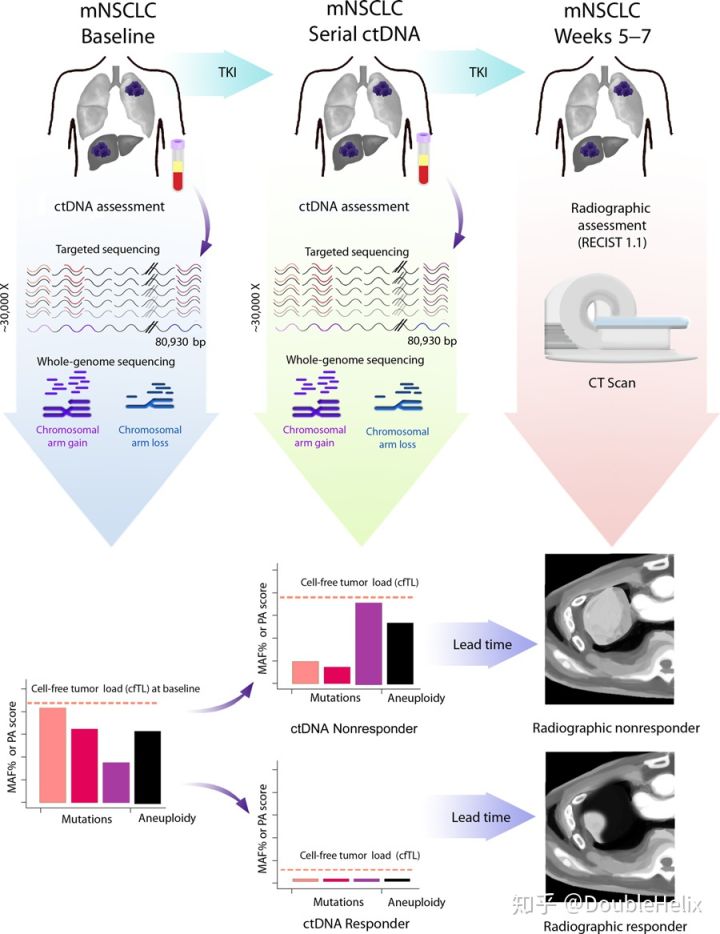 mNSCLC
Baseline
mNSCLC
Serial ctDNA
mNSCLC
Weeks 5–7
TKI
TKI
ctDNA assessment
ctDNA assessment
Radiographic
assessment
(RECIST 1.1)
Targeted sequencing
Targeted sequencing
~30,000 X
~30,000 X
80,930 bp
80,930 bp
Whole-genome sequencing
Whole-genome sequencing
CT Scan
Chromosomal
arm gain
Chromosomal
arm loss
Chromosomal
arm gain
Chromosomal
arm loss
Cell-free tumor load (cfTL)
MAF% or PA score
Mutations
Aneuploidy
ctDNA Nonresponder
Lead time
Radiographic nonresponder
Cell-free tumor load (cfTL) at baseline
MAF% or PA score
Mutations
Aneuploidy
MAF% or PA score
Cell-free tumor load (cfTL)
Mutations
Aneuploidy
ctDNA Responder
Lead time
Radiographic responder
知乎 @DoubleHelix